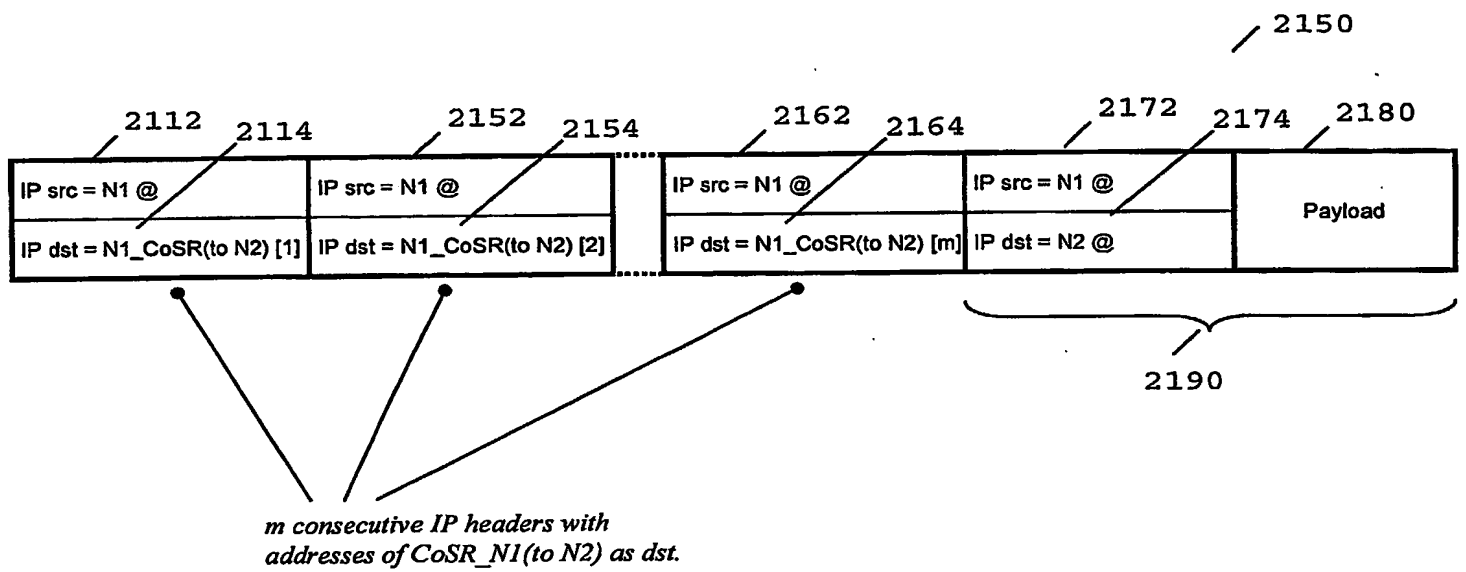 2150
2112 2114 2152 2154 2162 2164 2172 2174 2180
IP src = N1 @ IP src = N1 @ IP src = N1 @ IP src = N1 @
Payload
IP dst = N1_CoSR(to N2) [1] IP dst = N1_CoSR(to N2) [2] IP dst = N1_CoSR(to N2) [m] IP dst = N2 @
2190
m consecutive IP headers with
addresses of CoSR_N1(to N2) as dst.